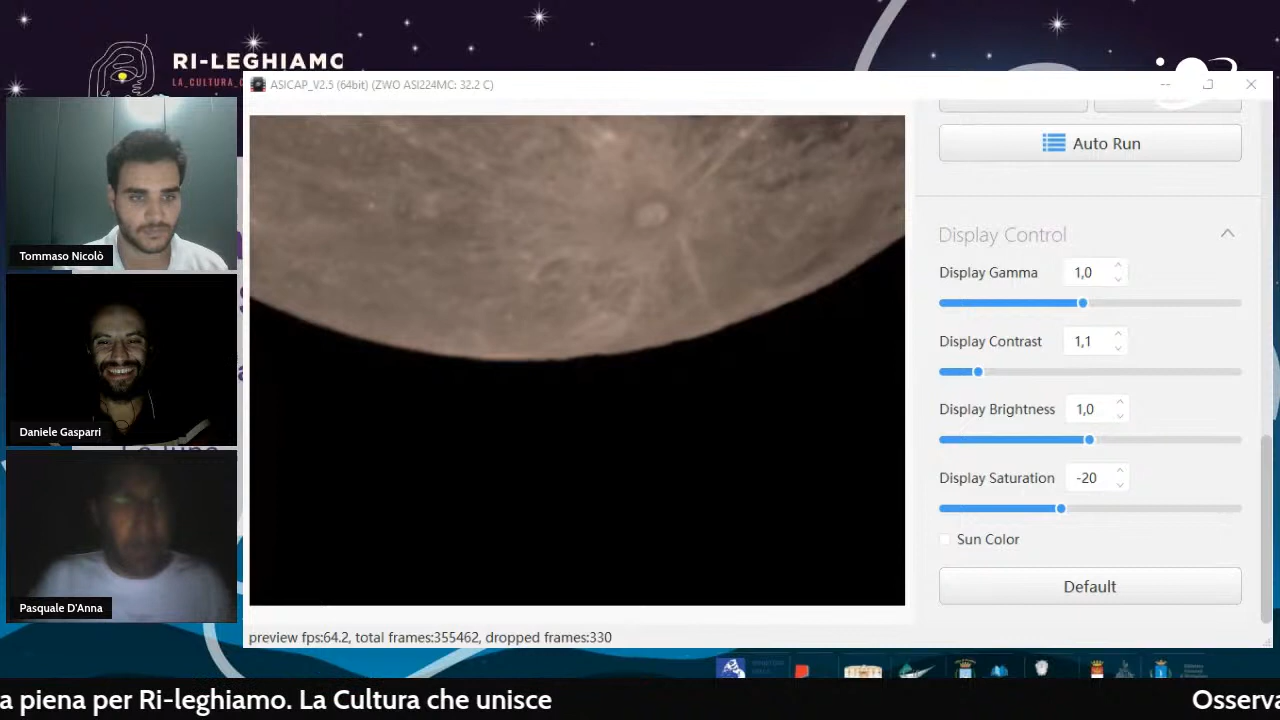 RI-LEGHIAMO
LA_CULTURA_
ASICAP_V2.5 (64bit) (ZWO ASI224MC: 32.2 C)
Auto Run
Tommaso Nicolò
Display Control
Display Gamma 1,0
Display Contrast 1,1
Daniele Gasparri
Display Brightness 1,0
Display Saturation -20
Sun Color
Default
Pasquale D'Anna
preview fps:64.2, total frames:355462, dropped frames:330
a piena per Ri-leghiamo. La Cultura che unisce
Osserva